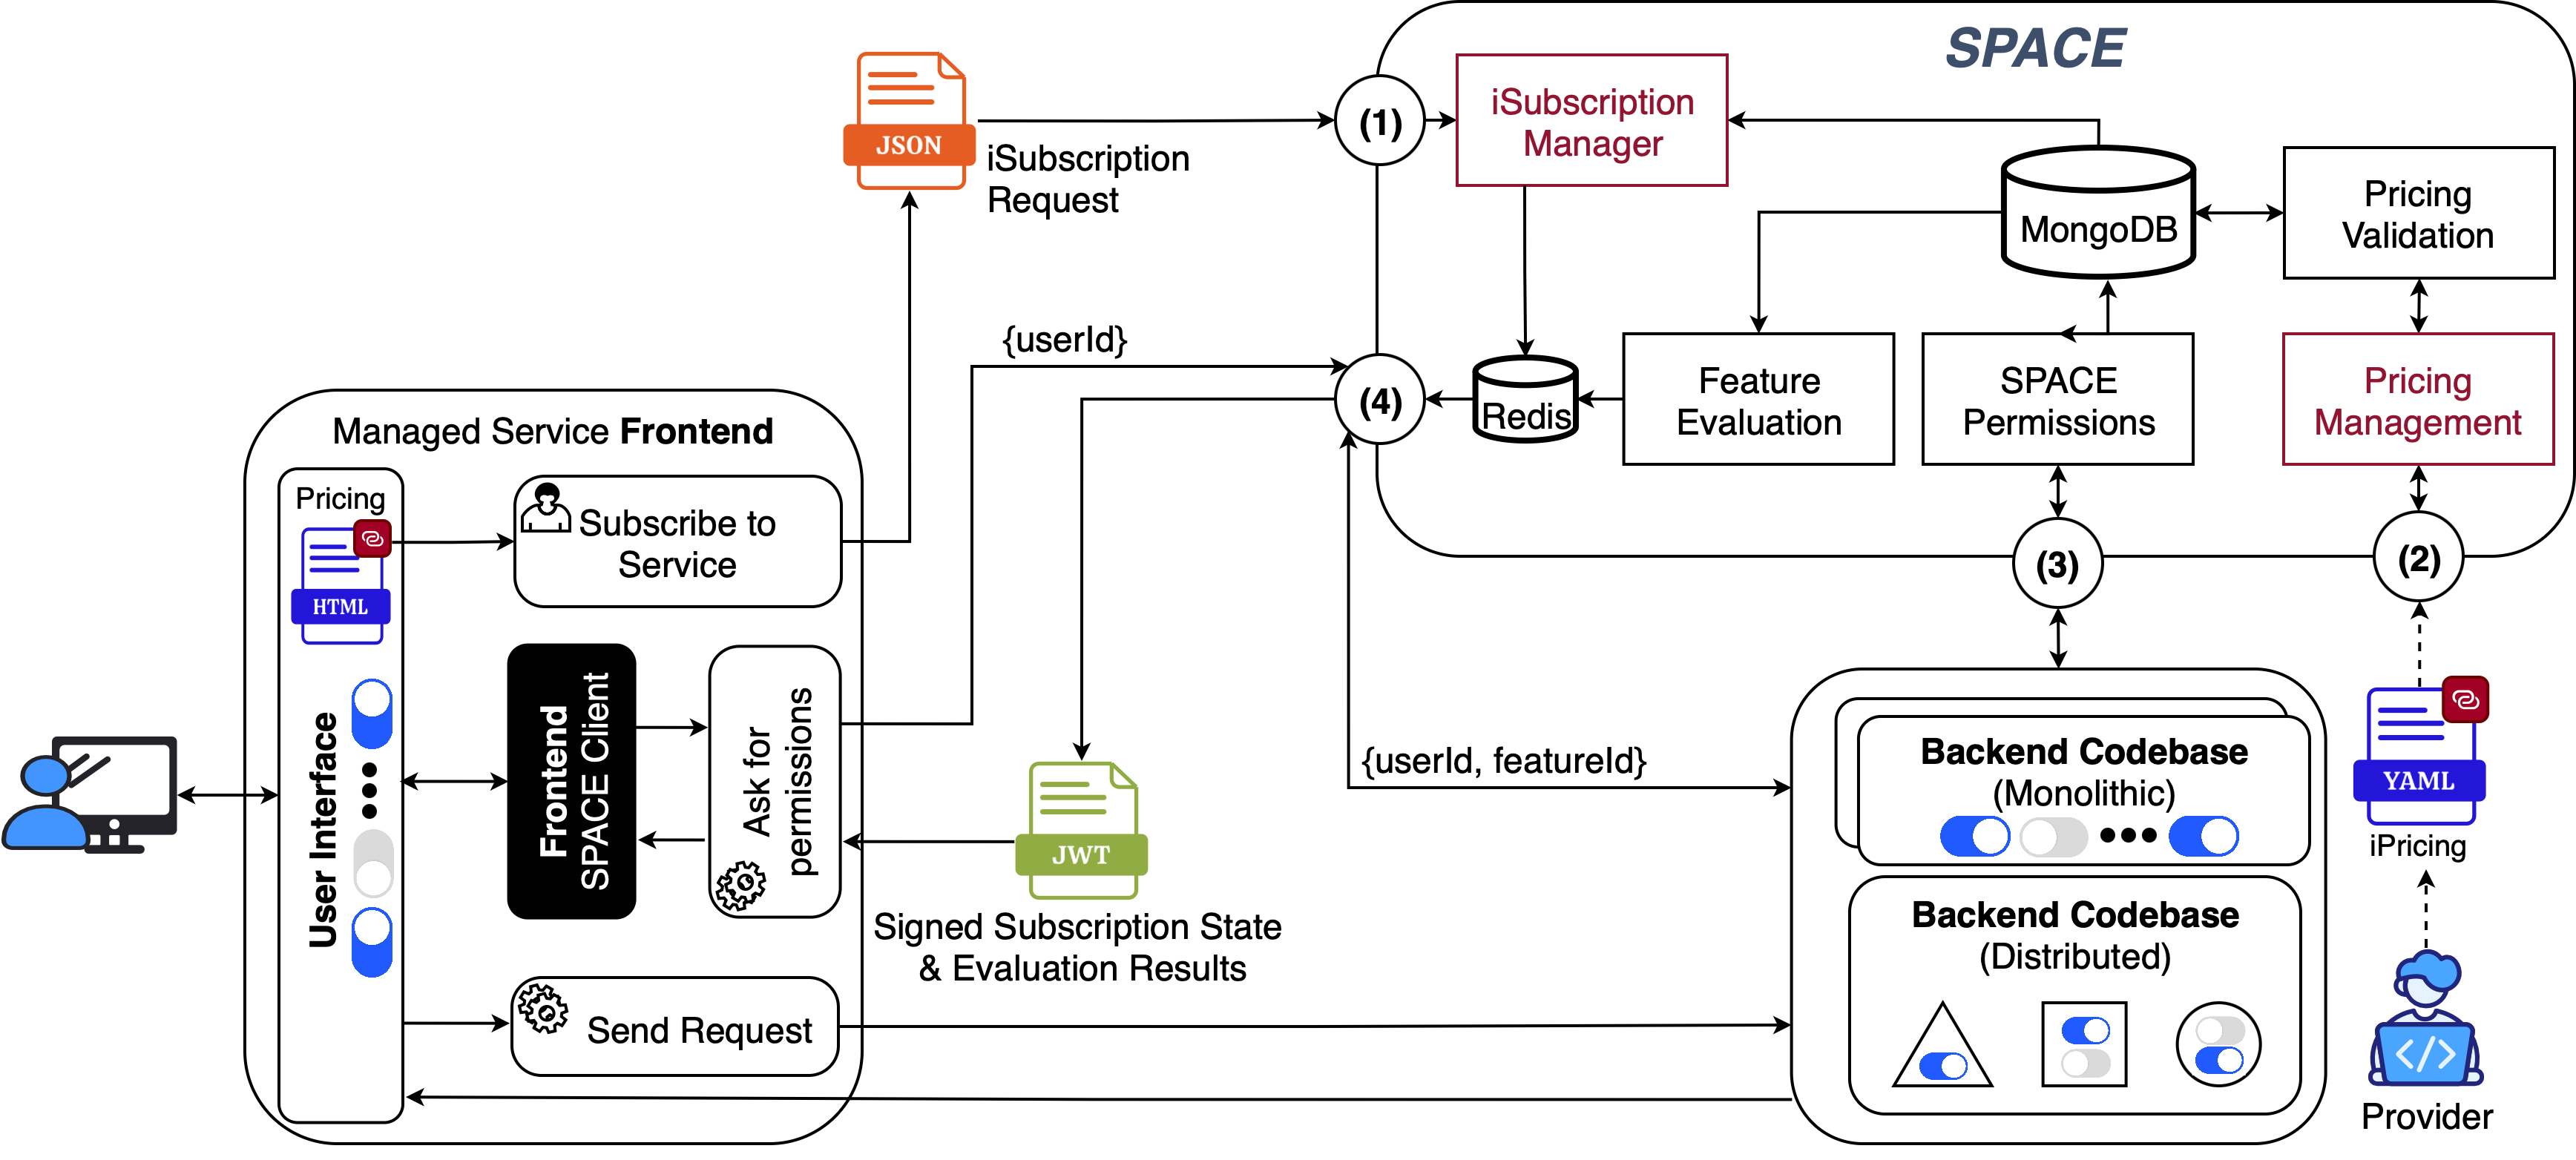 SPACE
JSON
iSubscription
Request
(1)
iSubscription
Manager
MongoDB
Pricing
Validation
{userId}
(4)
Redis
Feature
Evaluation
SPACE
Permissions
Pricing
Management
Managed Service Frontend
Pricing
HTML
Subscribe to
Service
(3)
(2)
User Interface
Frontend
SPACE Client
Ask for
permissions
JWT
Signed Subscription State
& Evaluation Results
{userId, featureId}
Backend Codebase
(Monolithic)
YAML
iPricing
Backend Codebase
(Distributed)
Send Request
</>
Provider